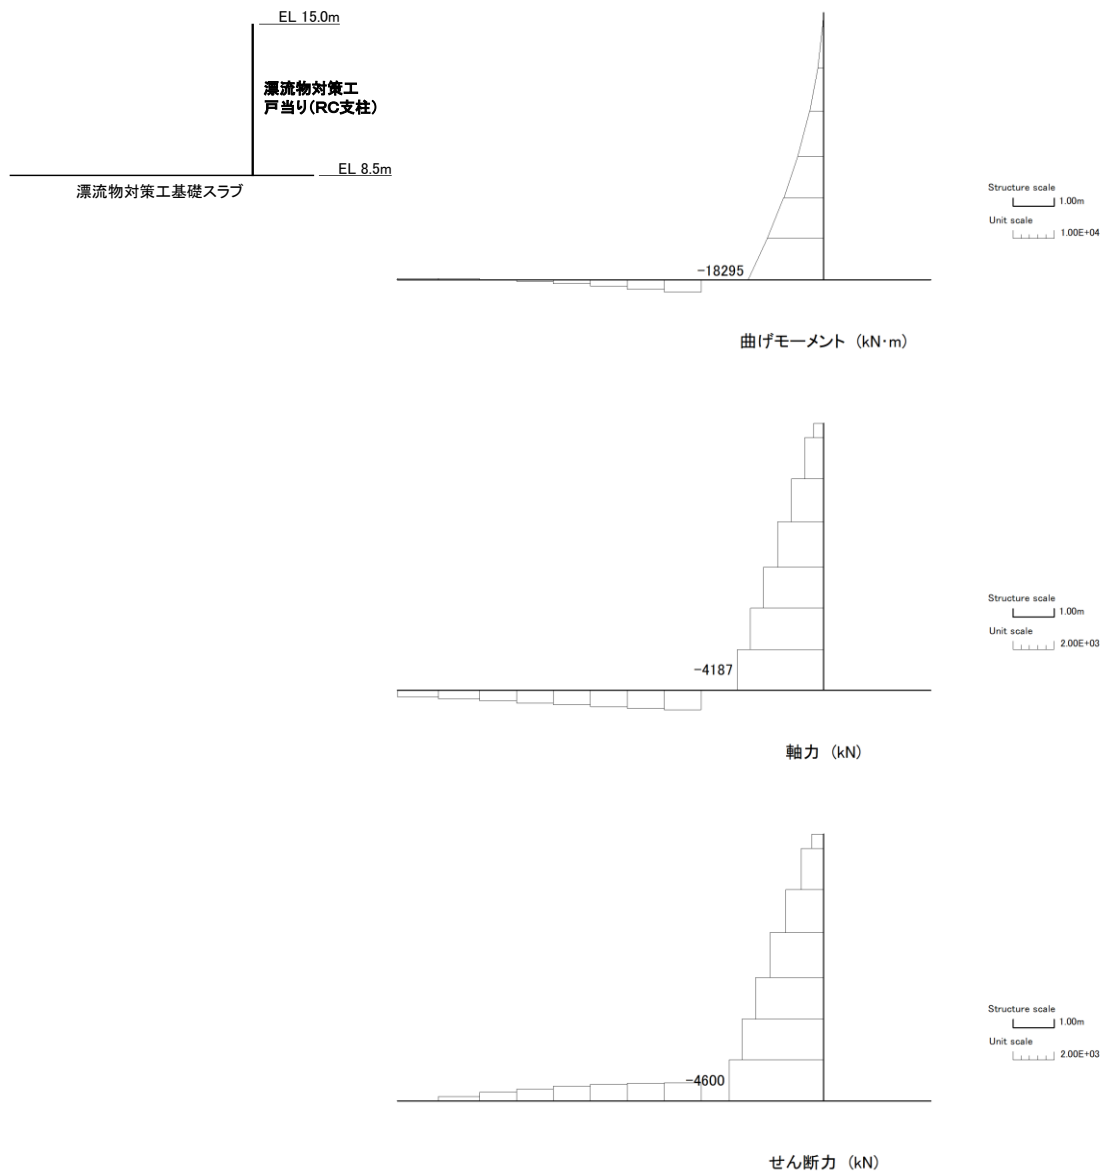 EL 15.0m
漂流物対策工
戸当り(RC支柱)
EL 8.5m
漂流物対策工基礎スラブ
Structure scale
1.00m
Unit scale
1.00E+04
-18295
曲げモーメント (kN·m)
Structure scale
1.00m
Unit scale
2.00E+03
-4187
軸力 (kN)
Structure scale
1.00m
Unit scale
2.00E+03
-4600
せん断力 (kN)